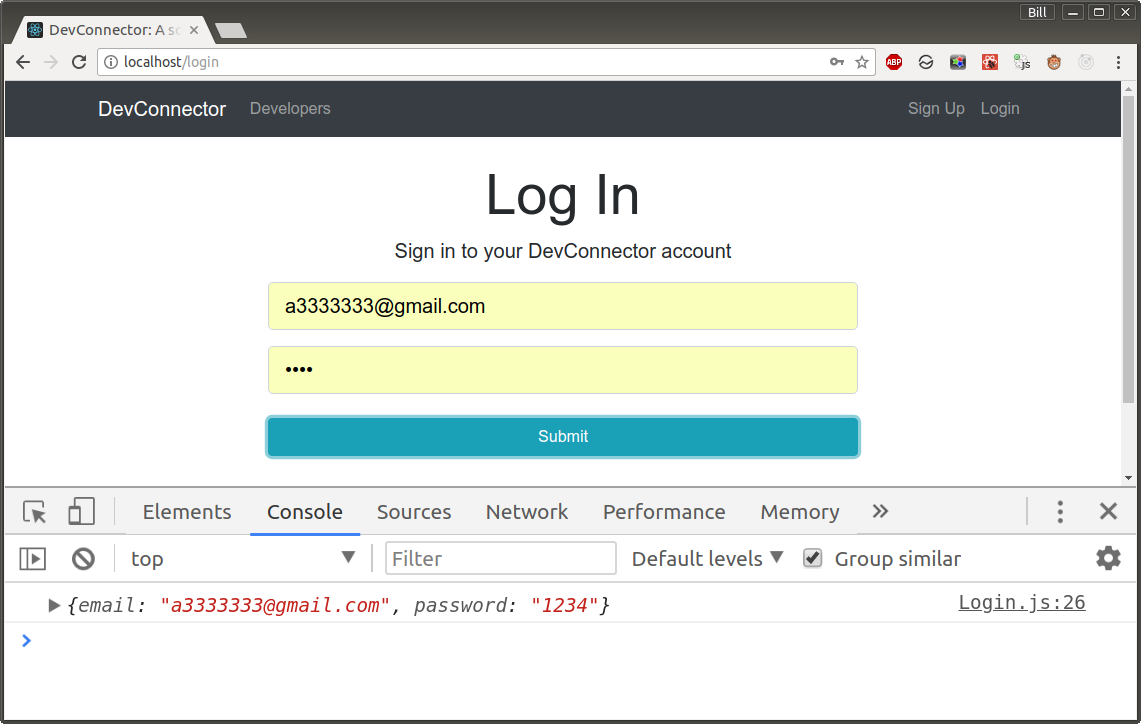 Bill
DevConnector: A so
localhost/login
ABP
JS
DevConnector Developers Sign Up Login
Log In
Sign in to your DevConnector account
a3333333@gmail.com
••••
Submit
Elements Console Sources Network Performance Memory
top Filter Default levels Group similar
{email: "a3333333@gmail.com", password: "1234"} Login.js:26